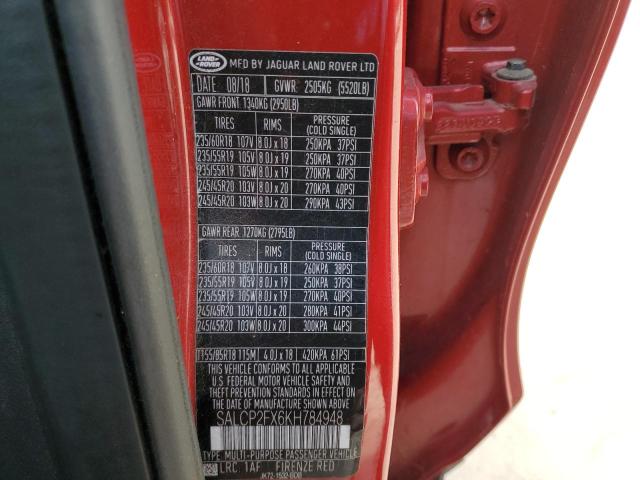 LAND ROVER
MFD BY JAGUAR LAND ROVER LTD
DATE 08/18 GVWR 2505KG (5520LB)
GAWR FRONT 1340KG (2950LB)
TIRES RIMS PRESSURE (COLD SINGLE)
235/60R18 107V 8.0J x 18 250KPA 37PSI
235/55R19 105V 8.0J x 19 250KPA 37PSI
235/55R19 105W 8.0J x 19 270KPA 40PSI
245/45R20 103V 8.0J x 20 270KPA 40PSI
245/45R20 103W 8.0J x 20 290KPA 43PSI
GAWR REAR 1270KG (2795LB)
TIRES RIMS PRESSURE (COLD SINGLE)
235/60R18 107V 8.0J x 18 260KPA 38PSI
235/55R19 105V 8.0J x 19 250KPA 37PSI
235/55R19 105W 8.0J x 19 270KPA 40PSI
245/45R20 103V 8.0J x 20 280KPA 41PSI
245/45R20 103W 8.0J x 20 300KPA 44PSI
T155/85R18 115M 4.0J x 18 420KPA 61PSI
THIS VEHICLE CONFORMS TO ALL APPLICABLE
U.S. FEDERAL MOTOR VEHICLE SAFETY AND
THEFT PREVENTION STANDARDS IN EFFECT ON
THE DATE OF MANUFACTURE SHOWN ABOVE.
SALCP2FX6KH784948
TYPE: MULTI-PURPOSE PASSENGER VEHICLE
LRC: 1AF FIRENZE RED
JK72-1532-BDB